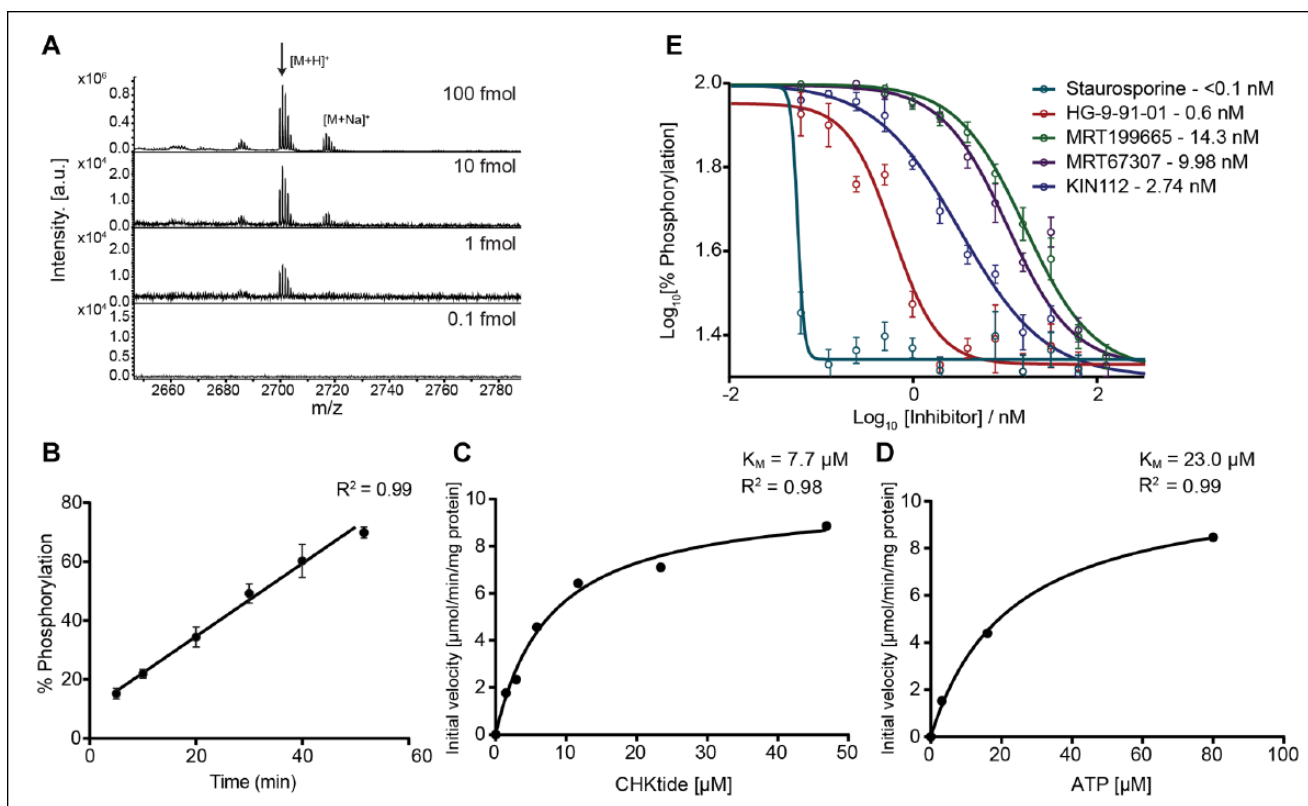 A
[M+H]⁺
x10⁶
0.8
0.4
0.0
100 fmol
[M+Na]⁺
x10⁴
2.0
1.0
0.0
10 fmol
x10⁴
2.0
1.0
0.0
1 fmol
x10⁴
1.5
1.0
0.5
0.0
0.1 fmol
Intensity. [a.u.]
2660 2680 2700 2720 2740 2760 2780
m/z
E
2.0
1.8
1.6
1.4
Log₁₀[% Phosphorylation]
-2 0 2
Log₁₀ [Inhibitor] / nM
Staurosporine - <0.1 nM
HG-9-91-01 - 0.6 nM
MRT199665 - 14.3 nM
MRT67307 - 9.98 nM
KIN112 - 2.74 nM
B
R² = 0.99
80
60
40
20
0
% Phosphorylation
0 20 40 60
Time (min)
C
K_M = 7.7 µM
R² = 0.98
10
8
6
4
2
0
Initial velocity [µmol/min/mg protein]
0 10 20 30 40 50
CHKtide [µM]
D
K_M = 23.0 µM
R² = 0.99
10
8
6
4
2
0
Initial velocity [µmol/min/mg protein]
0 20 40 60 80 100
ATP [µM]